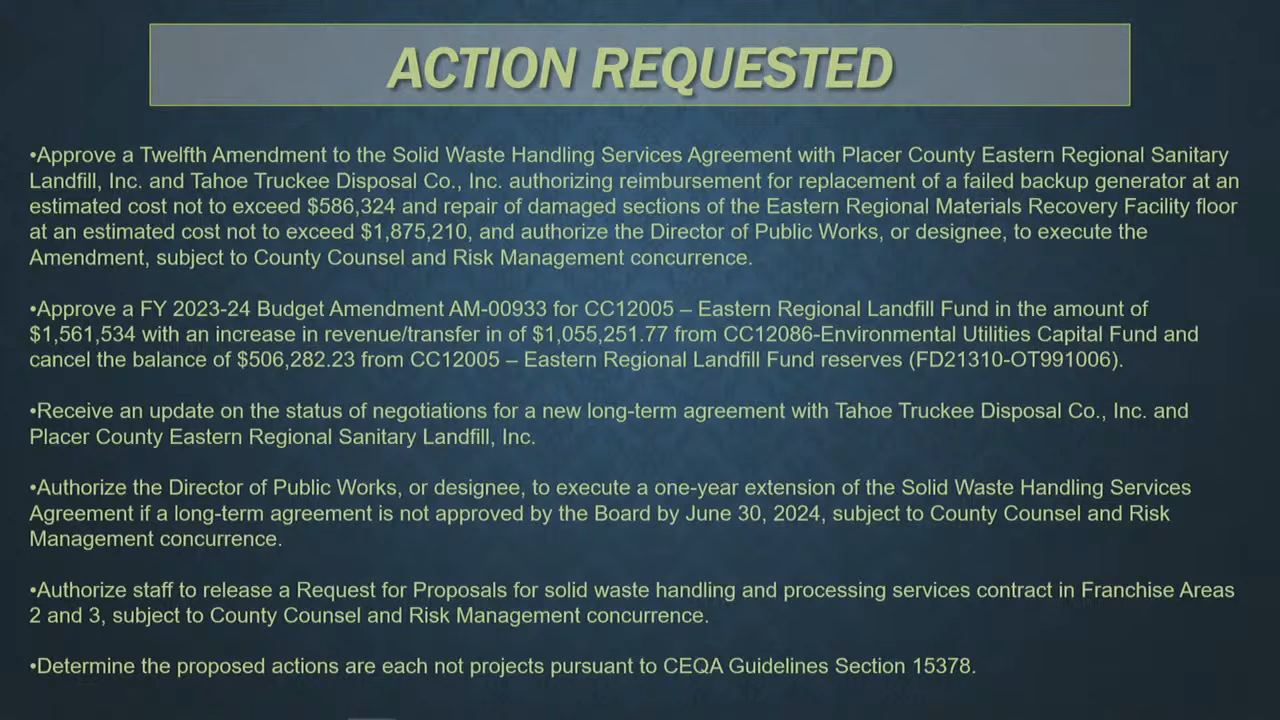 ACTION REQUESTED
•Approve a Twelfth Amendment to the Solid Waste Handling Services Agreement with Placer County Eastern Regional Sanitary
Landfill, Inc. and Tahoe Truckee Disposal Co., Inc. authorizing reimbursement for replacement of a failed backup generator at an
estimated cost not to exceed $586,324 and repair of damaged sections of the Eastern Regional Materials Recovery Facility floor
at an estimated cost not to exceed $1,875,210, and authorize the Director of Public Works, or designee, to execute the
Amendment, subject to County Counsel and Risk Management concurrence.
•Approve a FY 2023-24 Budget Amendment AM-00933 for CC12005 – Eastern Regional Landfill Fund in the amount of
$1,561,534 with an increase in revenue/transfer in of $1,055,251.77 from CC12086-Environmental Utilities Capital Fund and
cancel the balance of $506,282.23 from CC12005 – Eastern Regional Landfill Fund reserves (FD21310-OT991006).
•Receive an update on the status of negotiations for a new long-term agreement with Tahoe Truckee Disposal Co., Inc. and
Placer County Eastern Regional Sanitary Landfill, Inc.
•Authorize the Director of Public Works, or designee, to execute a one-year extension of the Solid Waste Handling Services
Agreement if a long-term agreement is not approved by the Board by June 30, 2024, subject to County Counsel and Risk
Management concurrence.
•Authorize staff to release a Request for Proposals for solid waste handling and processing services contract in Franchise Areas
2 and 3, subject to County Counsel and Risk Management concurrence.
•Determine the proposed actions are each not projects pursuant to CEQA Guidelines Section 15378.